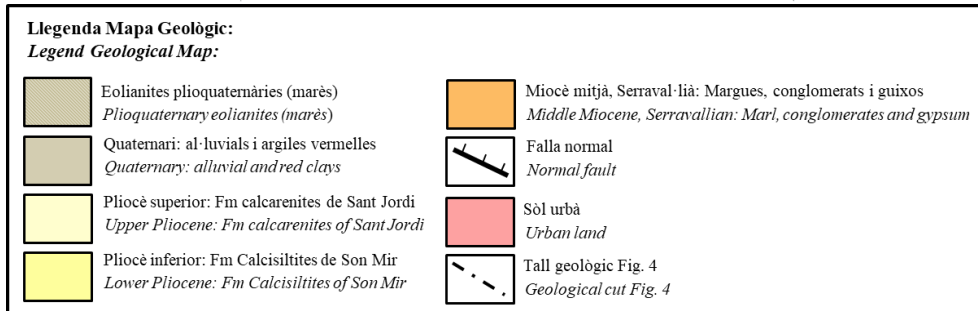 Llegenda Mapa Geològic:
Legend Geological Map:
Eolianites plioquaternàries (marès)
Plioquaternary eolianites (marès)
Quaternari: al·luvials i argiles vermelles
Quaternary: alluvial and red clays
Pliocè superior: Fm calcarenites de Sant Jordi
Upper Pliocene: Fm calcarenites of Sant Jordi
Pliocè inferior: Fm Calcisiltites de Son Mir
Lower Pliocene: Fm Calcisiltites of Son Mir
Miocè mitjà, Serraval·lià: Margues, conglomerats i guixos
Middle Miocene, Serravallian: Marl, conglomerates and gypsum
Falla normal
Normal fault
Sòl urbà
Urban land
Tall geològic Fig. 4
Geological cut Fig. 4